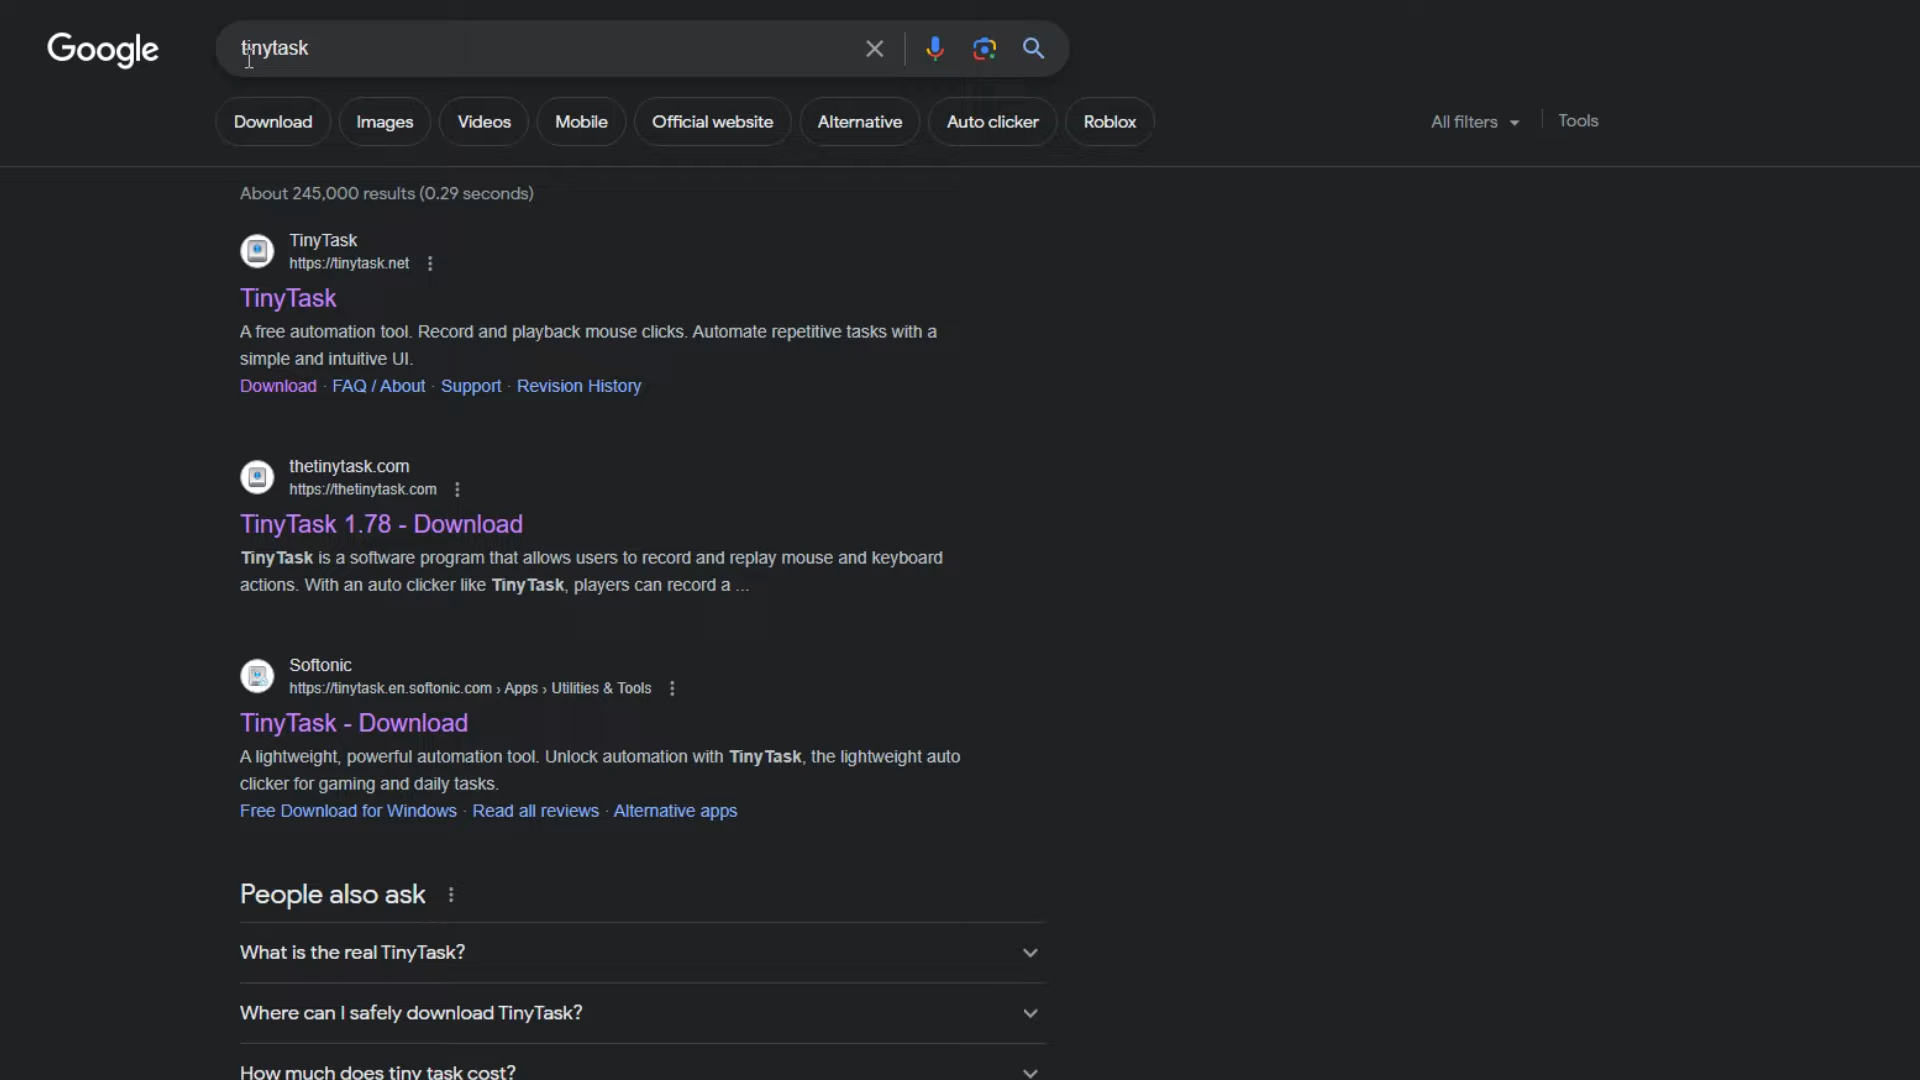 Google
tinytask
Download
Images
Videos
Mobile
Official website
Alternative
Auto clicker
Roblox
All filters
Tools
About 245,000 results (0.29 seconds)
TinyTask
https://tinytask.net
TinyTask
A free automation tool. Record and playback mouse clicks. Automate repetitive tasks with a
simple and intuitive UI.
Download · FAQ / About · Support · Revision History
thetinytask.com
https://thetinytask.com
TinyTask 1.78 - Download
TinyTask is a software program that allows users to record and replay mouse and keyboard
actions. With an auto clicker like TinyTask, players can record a ...
Softonic
https://tinytask.en.softonic.com › Apps › Utilities & Tools
TinyTask - Download
A lightweight, powerful automation tool. Unlock automation with TinyTask, the lightweight auto
clicker for gaming and daily tasks.
Free Download for Windows · Read all reviews · Alternative apps
People also ask
What is the real TinyTask?
Where can I safely download TinyTask?
How much does tiny task cost?